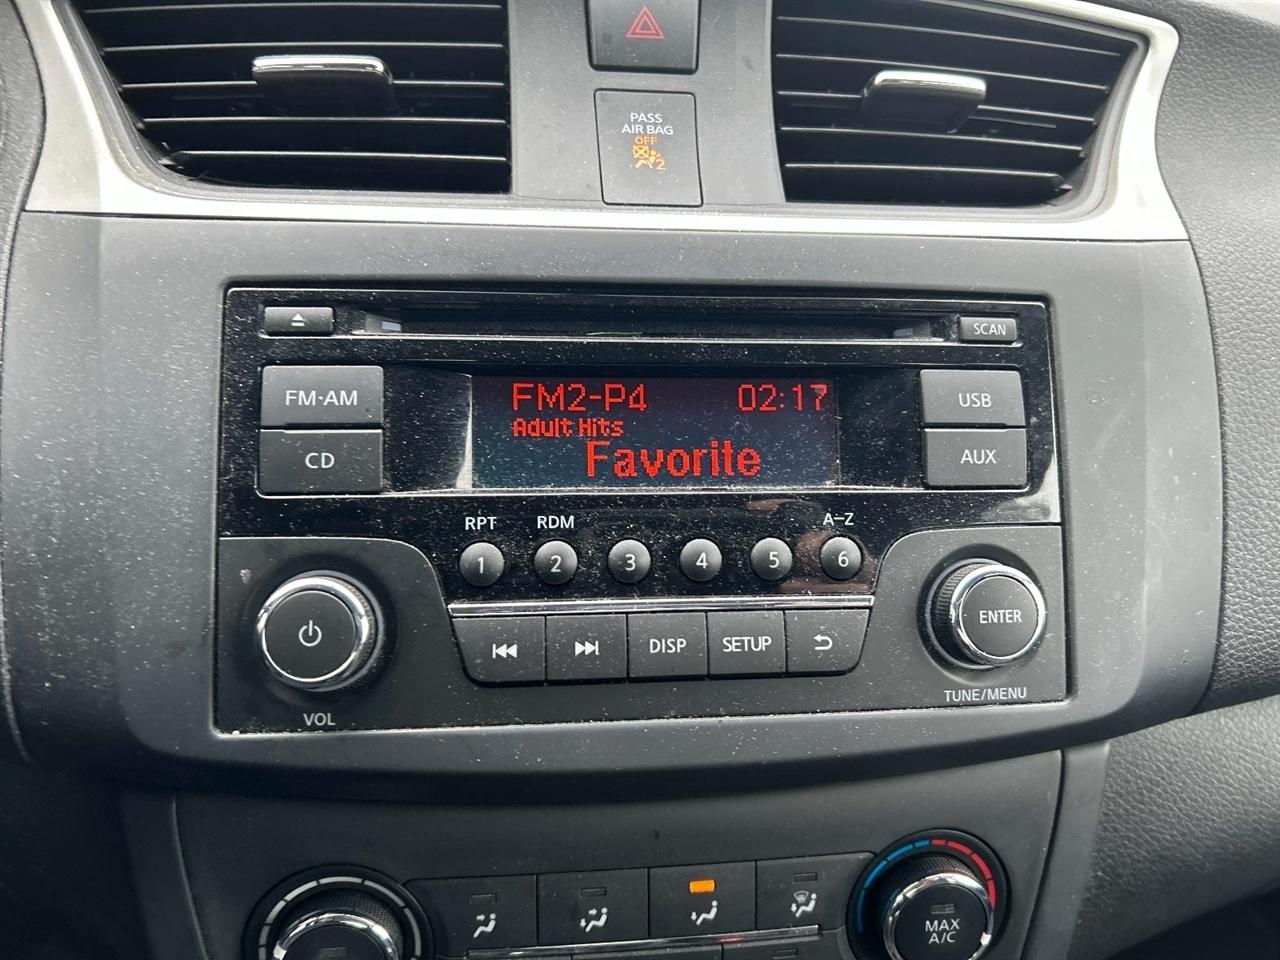 PASS
AIR BAG
OFF
2
SCAN
FM·AM
CD
FM2-P4 02:17
Adult Hits
Favorite
USB
AUX
RPT RDM A-Z
1 2 3 4 5 6
DISP SETUP
ENTER
VOL
TUNE/MENU
MAX
A/C